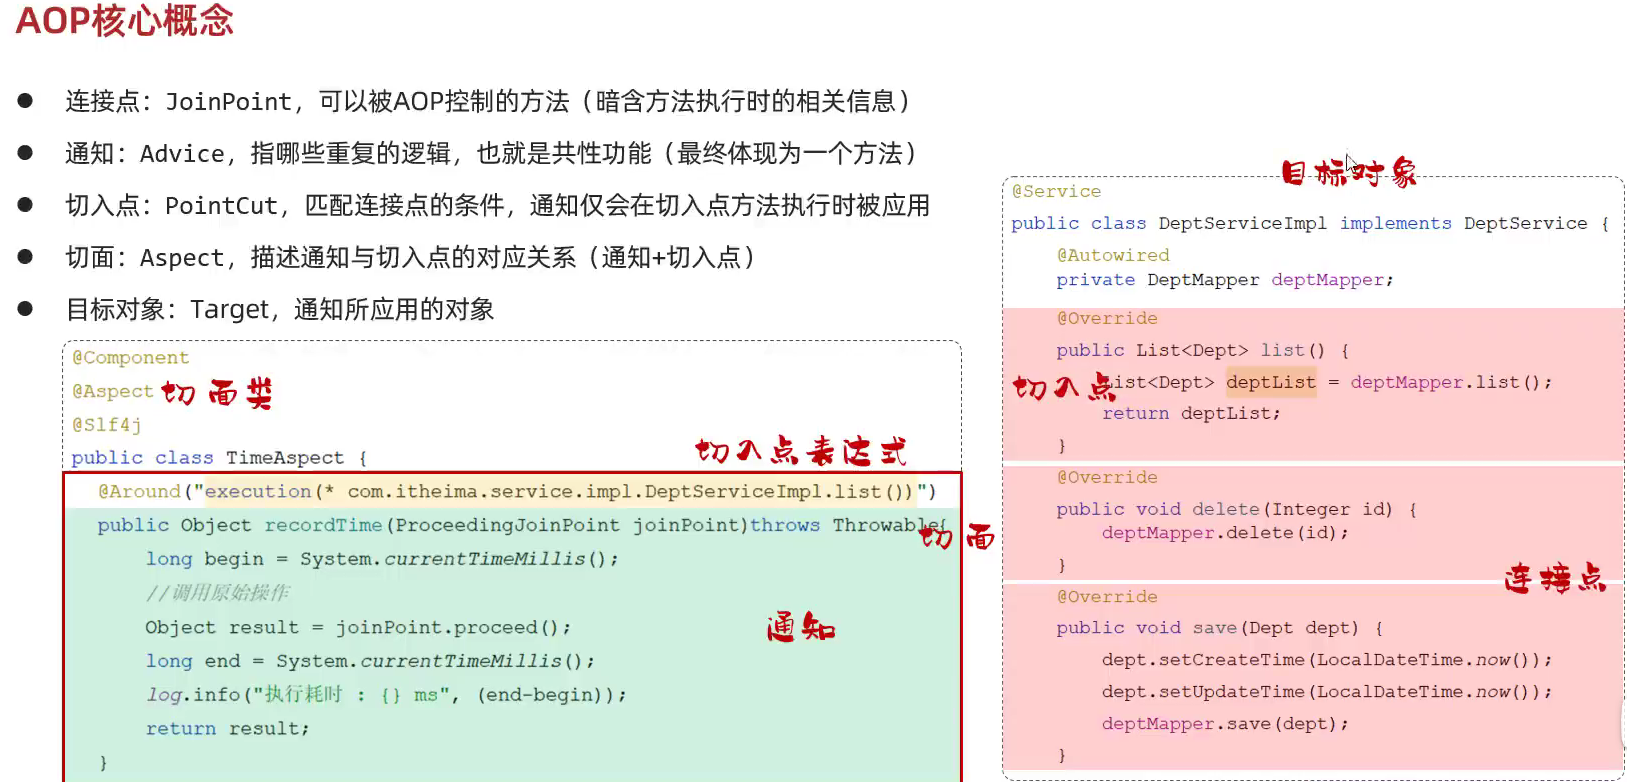 AOP核心概念
● 连接点：JoinPoint，可以被AOP控制的方法（暗含方法执行时的相关信息）
● 通知：Advice，指哪些重复的逻辑，也就是共性功能（最终体现为一个方法）
● 切入点：PointCut，匹配连接点的条件，通知仅会在切入点方法执行时被应用
● 切面：Aspect，描述通知与切入点的对应关系（通知+切入点）
● 目标对象：Target，通知所应用的对象
@Component
@Aspect 切面类
@Slf4j
public class TimeAspect {
切入点表达式
@Around("execution(* com.itheima.service.impl.DeptServiceImpl.list())")
public Object recordTime(ProceedingJoinPoint joinPoint)throws Throwable{
切面
long begin = System.currentTimeMillis();
//调用原始操作
Object result = joinPoint.proceed();
通知
long end = System.currentTimeMillis();
log.info("执行耗时 : {} ms", (end-begin));
return result;
}
目标对象
@Service
public class DeptServiceImpl implements DeptService {
@Autowired
private DeptMapper deptMapper;
@Override
public List<Dept> list() {
切入点
List<Dept> deptList = deptMapper.list();
return deptList;
}
@Override
public void delete(Integer id) {
deptMapper.delete(id);
}
连接点
@Override
public void save(Dept dept) {
dept.setCreateTime(LocalDateTime.now());
dept.setUpdateTime(LocalDateTime.now());
deptMapper.save(dept);
}